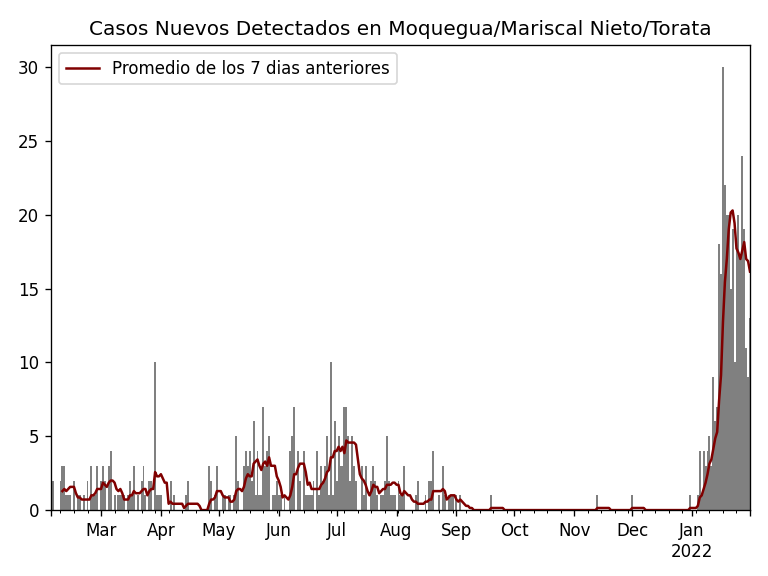 Casos Nuevos Detectados en Moquegua/Mariscal Nieto/Torata
Promedio de los 7 dias anteriores
30
25
20
15
10
5
0
Mar Apr May Jun Jul Aug Sep Oct Nov Dec Jan
2022